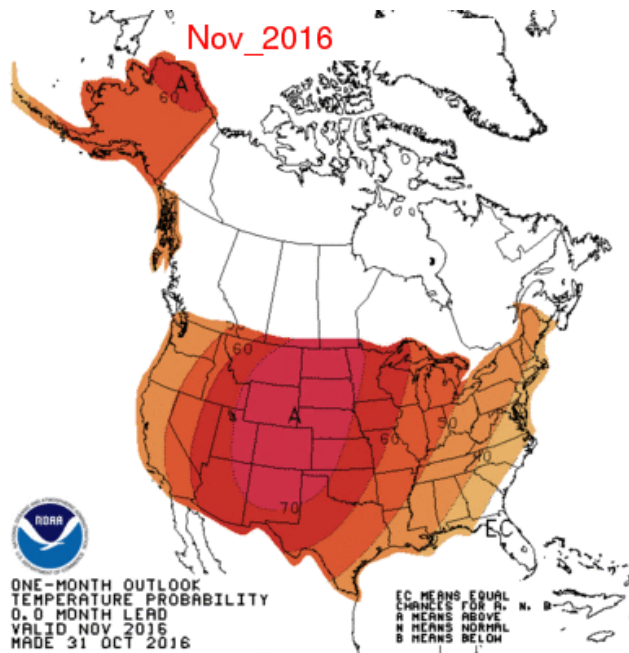 Nov_2016
A
60
50
60
A
50
60
40
70
EC
NOAA
ONE-MONTH OUTLOOK
TEMPERATURE PROBABILITY
0.0 MONTH LEAD
VALID NOV 2016
MADE 31 OCT 2016
EC MEANS EQUAL
CHANCES FOR A, N, B
A MEANS ABOVE
N MEANS NORMAL
B MEANS BELOW